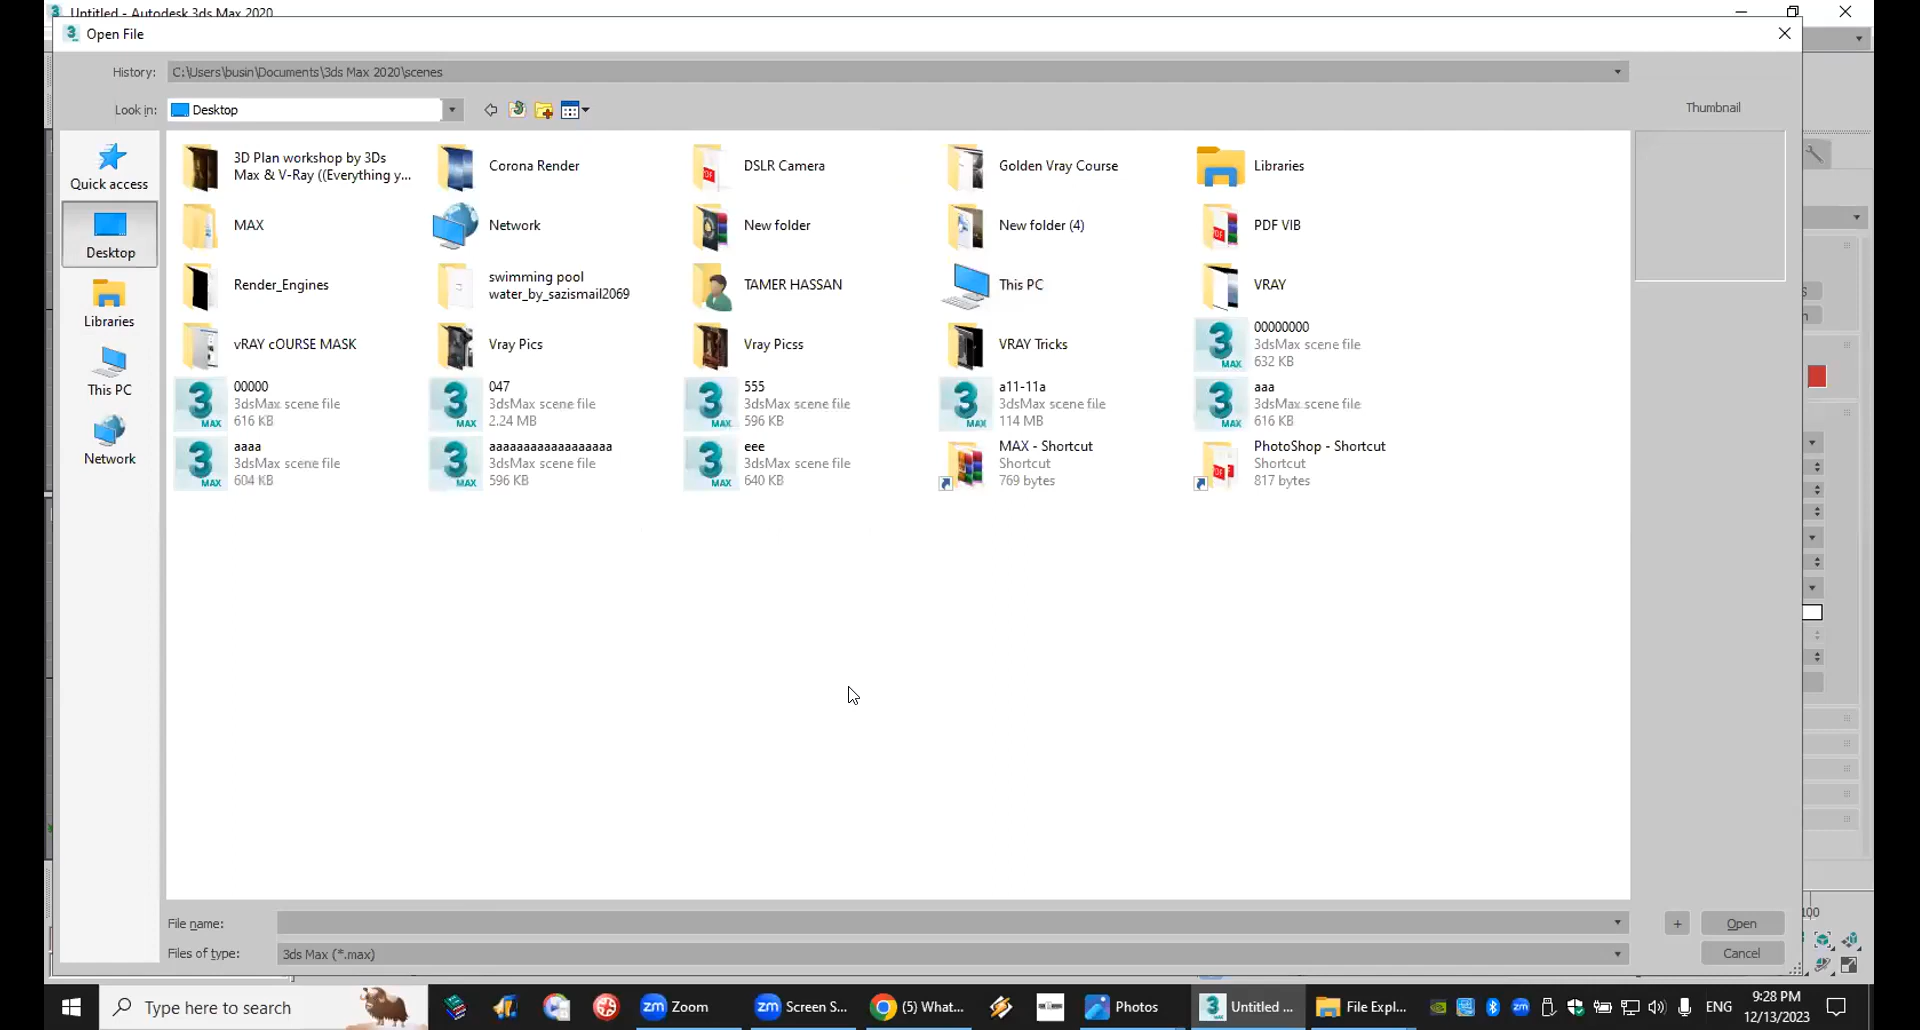 Untitled - Autodesk 3ds Max 2020
Open File
History:
C:\Users\busin\Documents\3ds Max 2020\scenes
Look in:
Desktop
Thumbnail
Quick access
Desktop
Libraries
This PC
Network
3D Plan workshop by 3Ds
Max & V-Ray ((Everything y...
Corona Render
DSLR Camera
Golden Vray Course
Libraries
MAX
Network
New folder
New folder (4)
PDF VIB
Render_Engines
swimming pool
water_by_sazismail2069
TAMER HASSAN
This PC
VRAY
vRAY cOURSE MASK
Vray Pics
Vray Picss
VRAY Tricks
00000000
3dsMax scene file
632 KB
00000
3dsMax scene file
616 KB
047
3dsMax scene file
2.24 MB
555
3dsMax scene file
596 KB
a11-11a
3dsMax scene file
114 MB
aaa
3dsMax scene file
616 KB
aaaa
3dsMax scene file
604 KB
aaaaaaaaaaaaaaaaaa
3dsMax scene file
596 KB
eee
3dsMax scene file
640 KB
MAX - Shortcut
Shortcut
769 bytes
PhotoShop - Shortcut
Shortcut
817 bytes
File name:
+
Open
Files of type:
3ds Max (*.max)
Cancel
100
Type here to search
Zoom
Screen S...
(5) What...
Photos
Untitled ...
File Expl...
ENG
9:28 PM
12/13/2023